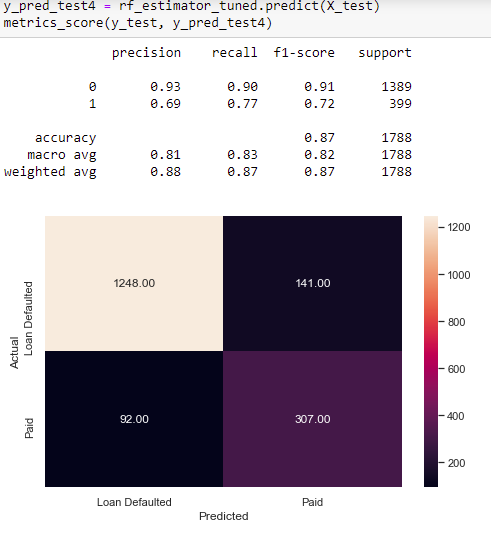 y_pred_test4 = rf_estimator_tuned.predict(X_test)
metrics_score(y_test, y_pred_test4)
precision recall f1-score support
0 0.93 0.90 0.91 1389
1 0.69 0.77 0.72 399
accuracy 0.87 1788
macro avg 0.81 0.83 0.82 1788
weighted avg 0.88 0.87 0.87 1788
1248.00 141.00
92.00 307.00
Actual
Loan Defaulted
Paid
Loan Defaulted Paid
Predicted
1200
1000
800
600
400
200